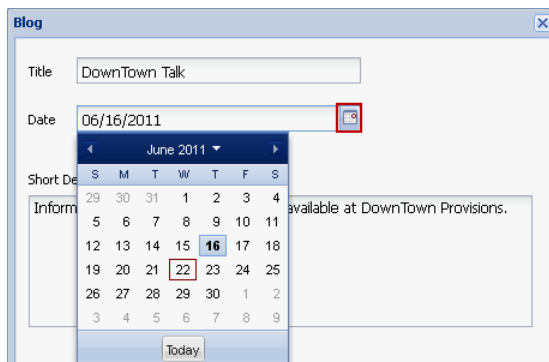 Blog
Title DownTown Talk
Date 06/16/2011
June 2011
S M T W T F S
Short De
29 30 31 1 2 3 4
Inform available at DownTown Provisions.
5 6 7 8 9 10 11
12 13 14 15 16 17 18
19 20 21 22 23 24 25
26 27 28 29 30 1 2
3 4 5 6 7 8 9
Today